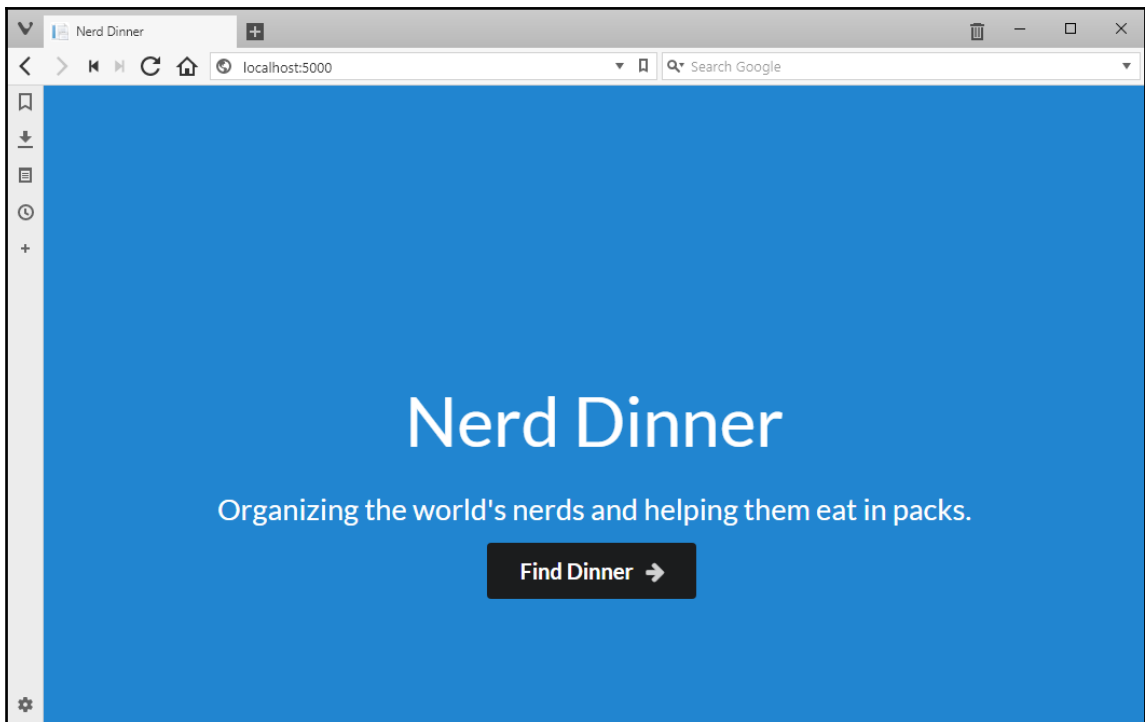 Nerd Dinner
localhost:5000
Search Google
Nerd Dinner
Organizing the world's nerds and helping them eat in packs.
Find Dinner